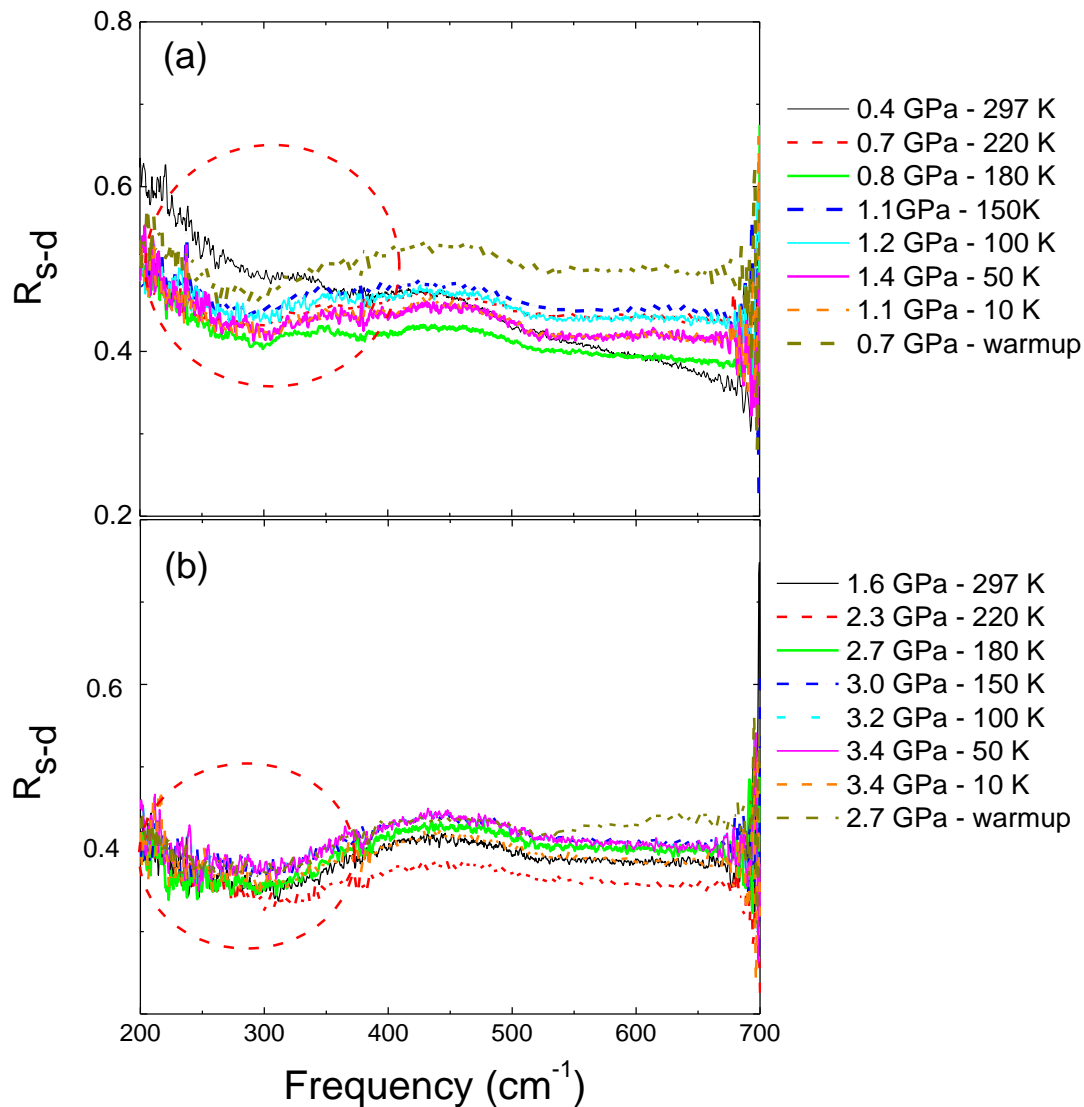 0.8
(a)
0.6
R_{s-d}
0.4
0.2
0.4 GPa - 297 K
0.7 GPa - 220 K
0.8 GPa - 180 K
1.1GPa - 150K
1.2 GPa - 100 K
1.4 GPa - 50 K
1.1 GPa - 10 K
0.7 GPa - warmup
(b)
0.6
R_{s-d}
0.4
1.6 GPa - 297 K
2.3 GPa - 220 K
2.7 GPa - 180 K
3.0 GPa - 150 K
3.2 GPa - 100 K
3.4 GPa - 50 K
3.4 GPa - 10 K
2.7 GPa - warmup
200 300 400 500 600 700
Frequency (cm⁻¹)